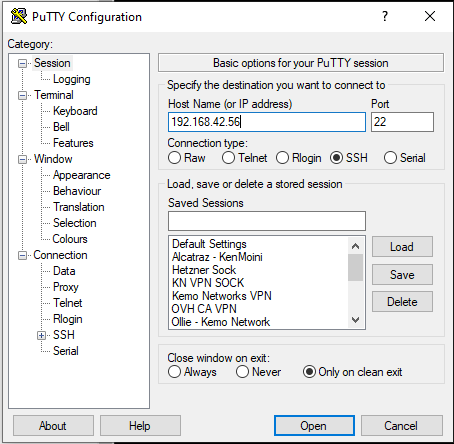 PuTTY Configuration
Category:
Session
Logging
Terminal
Keyboard
Bell
Features
Window
Appearance
Behaviour
Translation
Selection
Colours
Connection
Data
Proxy
Telnet
Rlogin
SSH
Serial
Basic options for your PuTTY session
Specify the destination you want to connect to
Host Name (or IP address) Port
192.168.42.56 22
Connection type:
Raw Telnet Rlogin SSH Serial
Load, save or delete a stored session
Saved Sessions
Default Settings
Alcatraz - KenMoini
Hetzner Sock
KN VPN SOCK
Kemo Networks VPN
OVH CA VPN
Ollie - Kemo Network
Load
Save
Delete
Close window on exit:
Always Never Only on clean exit
About Help Open Cancel